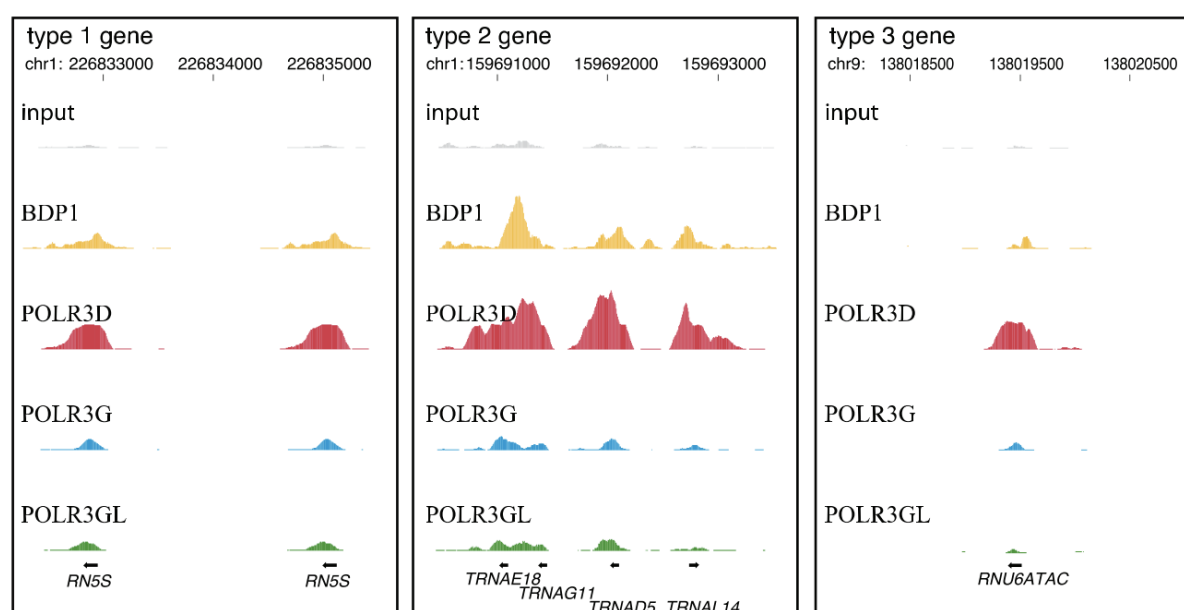 type 1 gene
chr1: 226833000 226834000 226835000
input
BDP1
POLR3D
POLR3G
POLR3GL
RN5S RN5S
type 2 gene
chr1: 159691000 159692000 159693000
input
BDP1
POLR3D
POLR3G
POLR3GL
TRNAE18
TRNAG11
TRNAD5 TRNAL14
type 3 gene
chr9: 138018500 138019500 138020500
input
BDP1
POLR3D
POLR3G
POLR3GL
RNU6ATAC